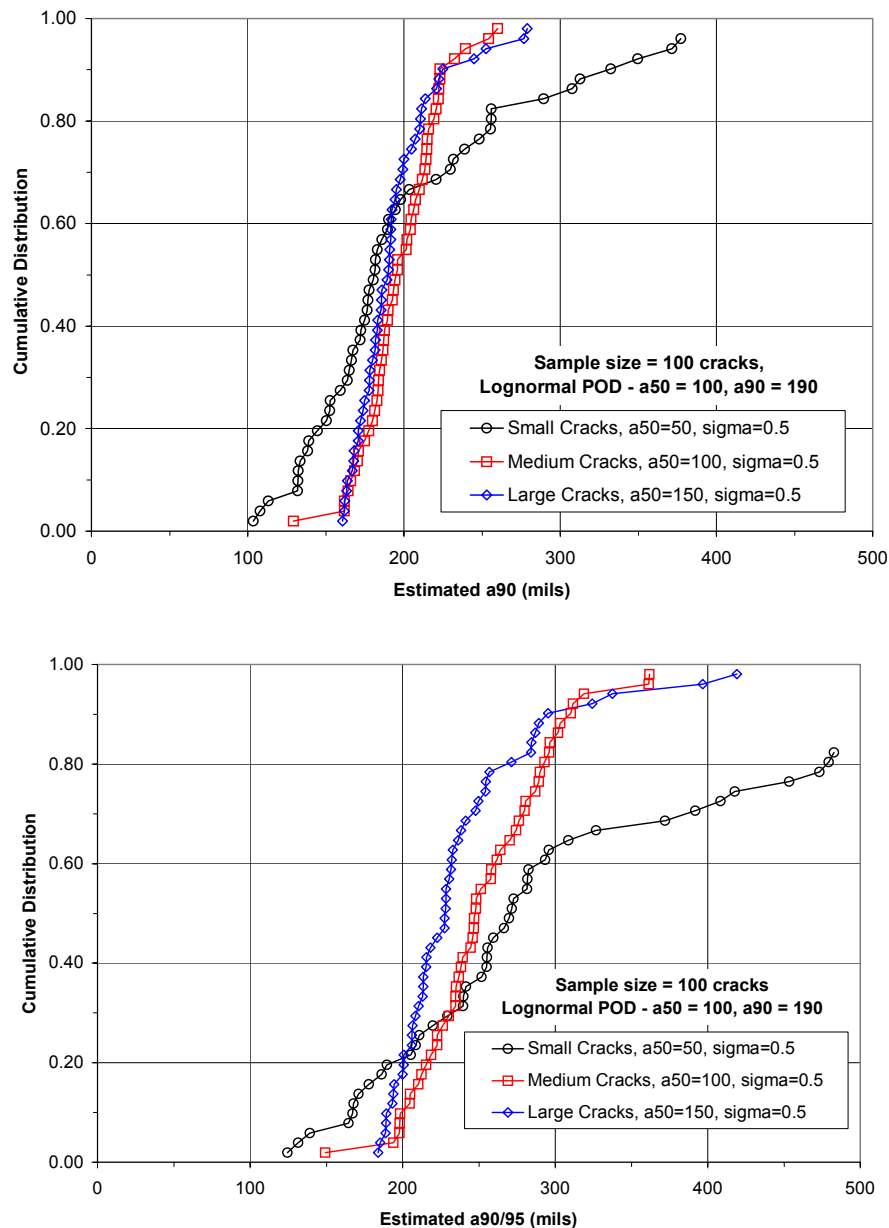 1.00
0.80
0.60
0.40
0.20
0.00
Cumulative Distribution
Sample size = 100 cracks,
Lognormal POD - a50 = 100, a90 = 190
Small Cracks, a50=50, sigma=0.5
Medium Cracks, a50=100, sigma=0.5
Large Cracks, a50=150, sigma=0.5
0 100 200 300 400 500
Estimated a90 (mils)
1.00
0.80
0.60
0.40
0.20
0.00
Cumulative Distribution
Sample size = 100 cracks
Lognormal POD - a50 = 100, a90 = 190
Small Cracks, a50=50, sigma=0.5
Medium Cracks, a50=100, sigma=0.5
Large Cracks, a50=150, sigma=0.5
0 100 200 300 400 500
Estimated a90/95 (mils)